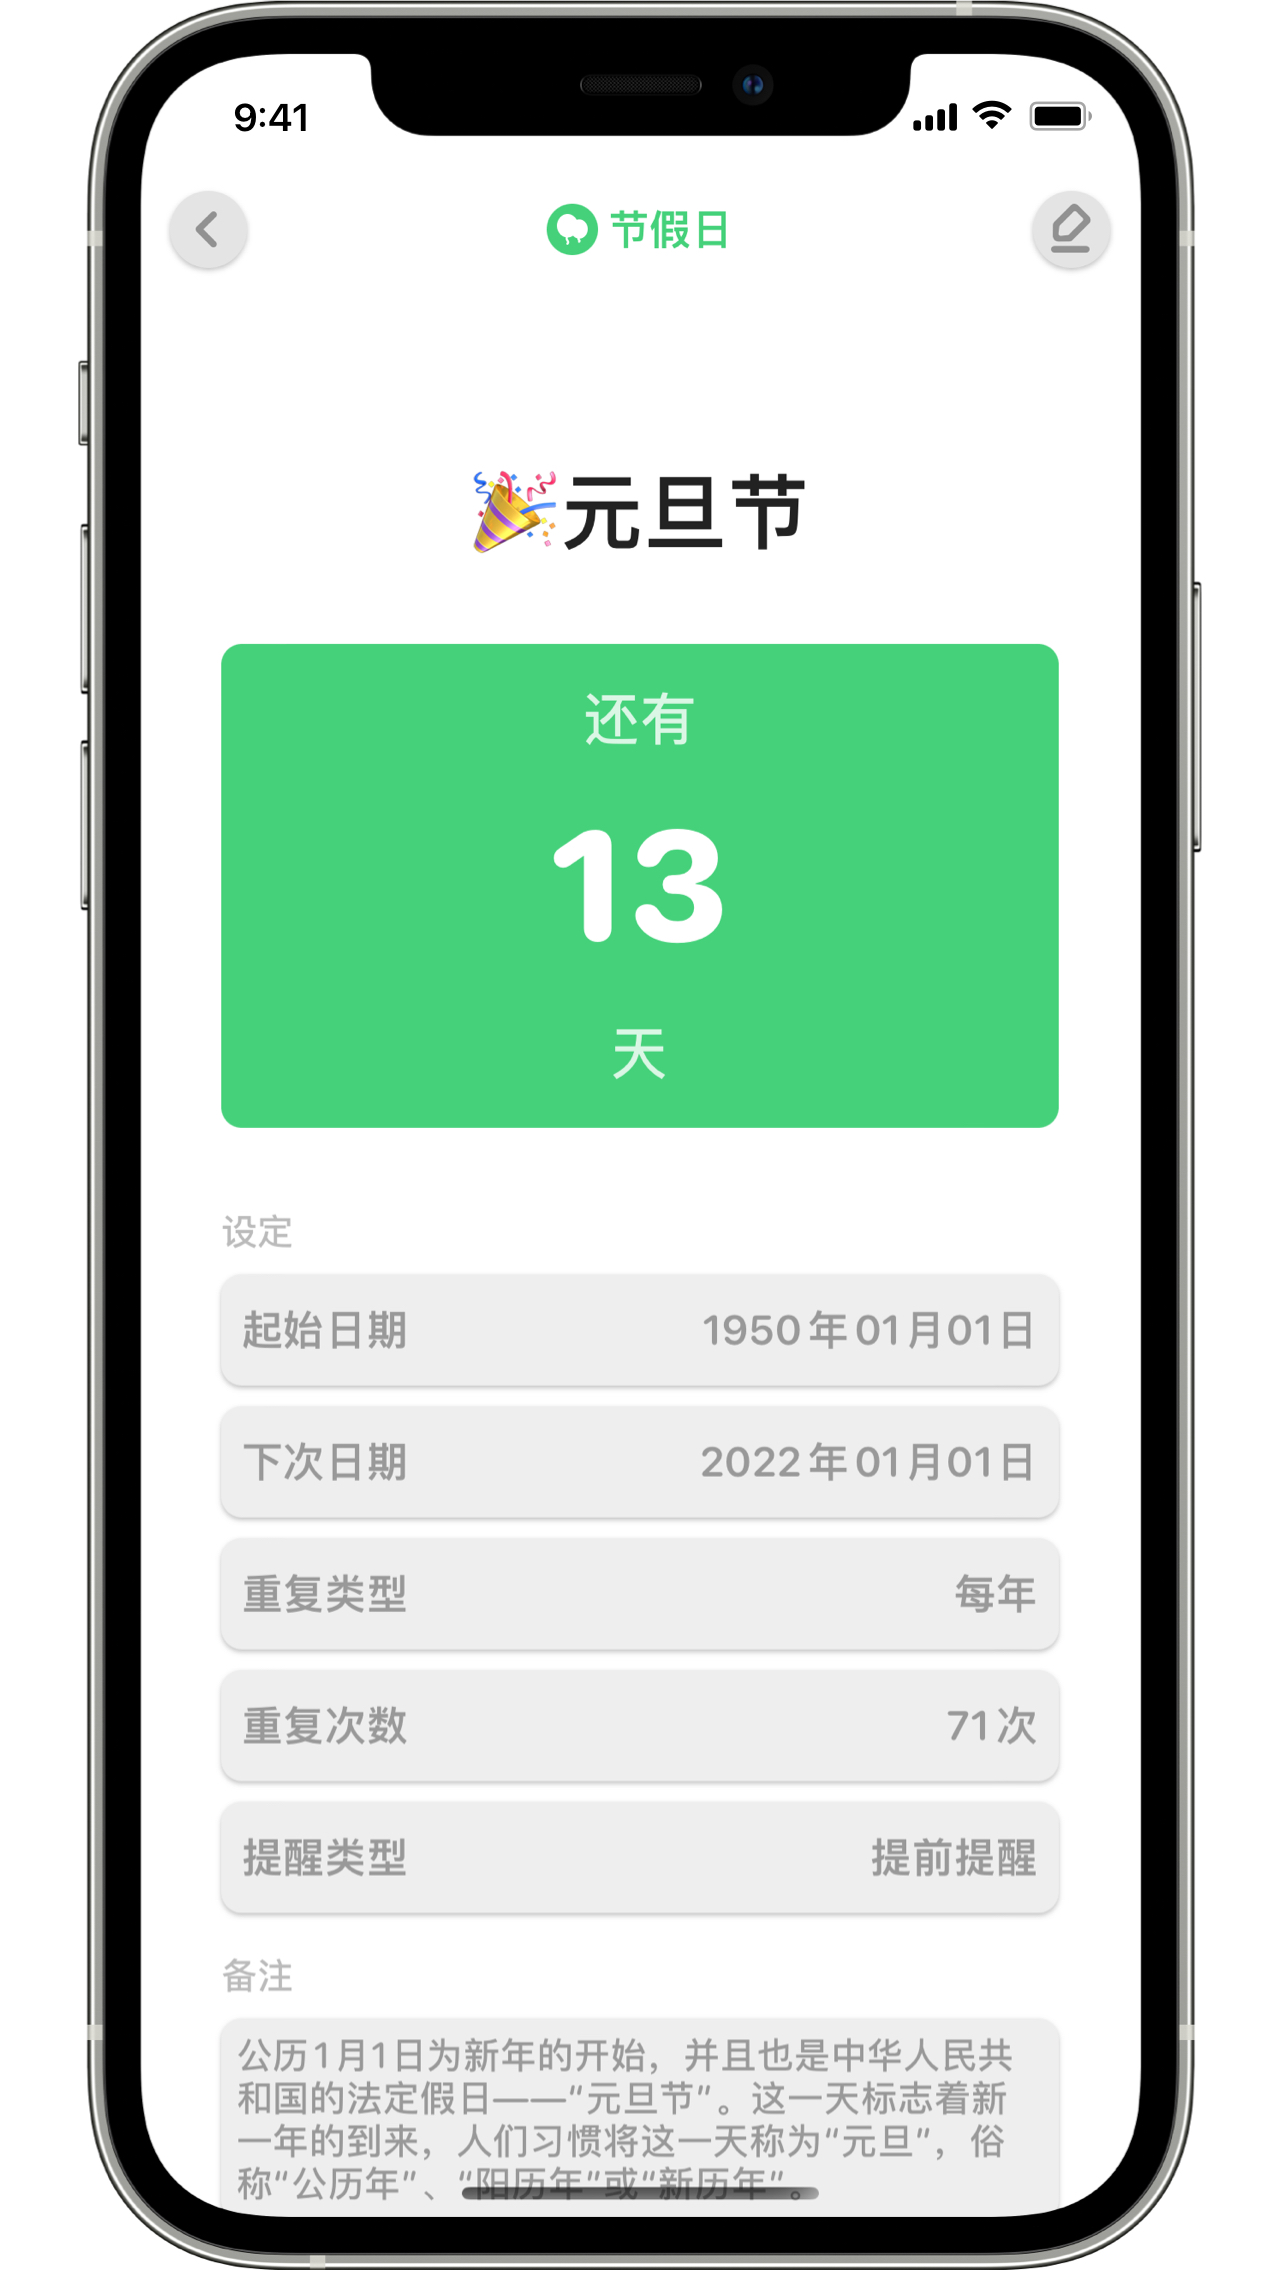 9:41
节假日
🎉元旦节
还有
13
天
设定
起始日期 1950年01月01日
下次日期 2022年01月01日
重复类型 每年
重复次数 71次
提醒类型 提前提醒
备注
公历1月1日为新年的开始，并且也是中华人民共
和国的法定假日——“元旦节”。这一天标志着新
一年的到来，人们习惯将这一天称为“元旦”，俗
称“公历年”、“阳历年”或“新历年”。